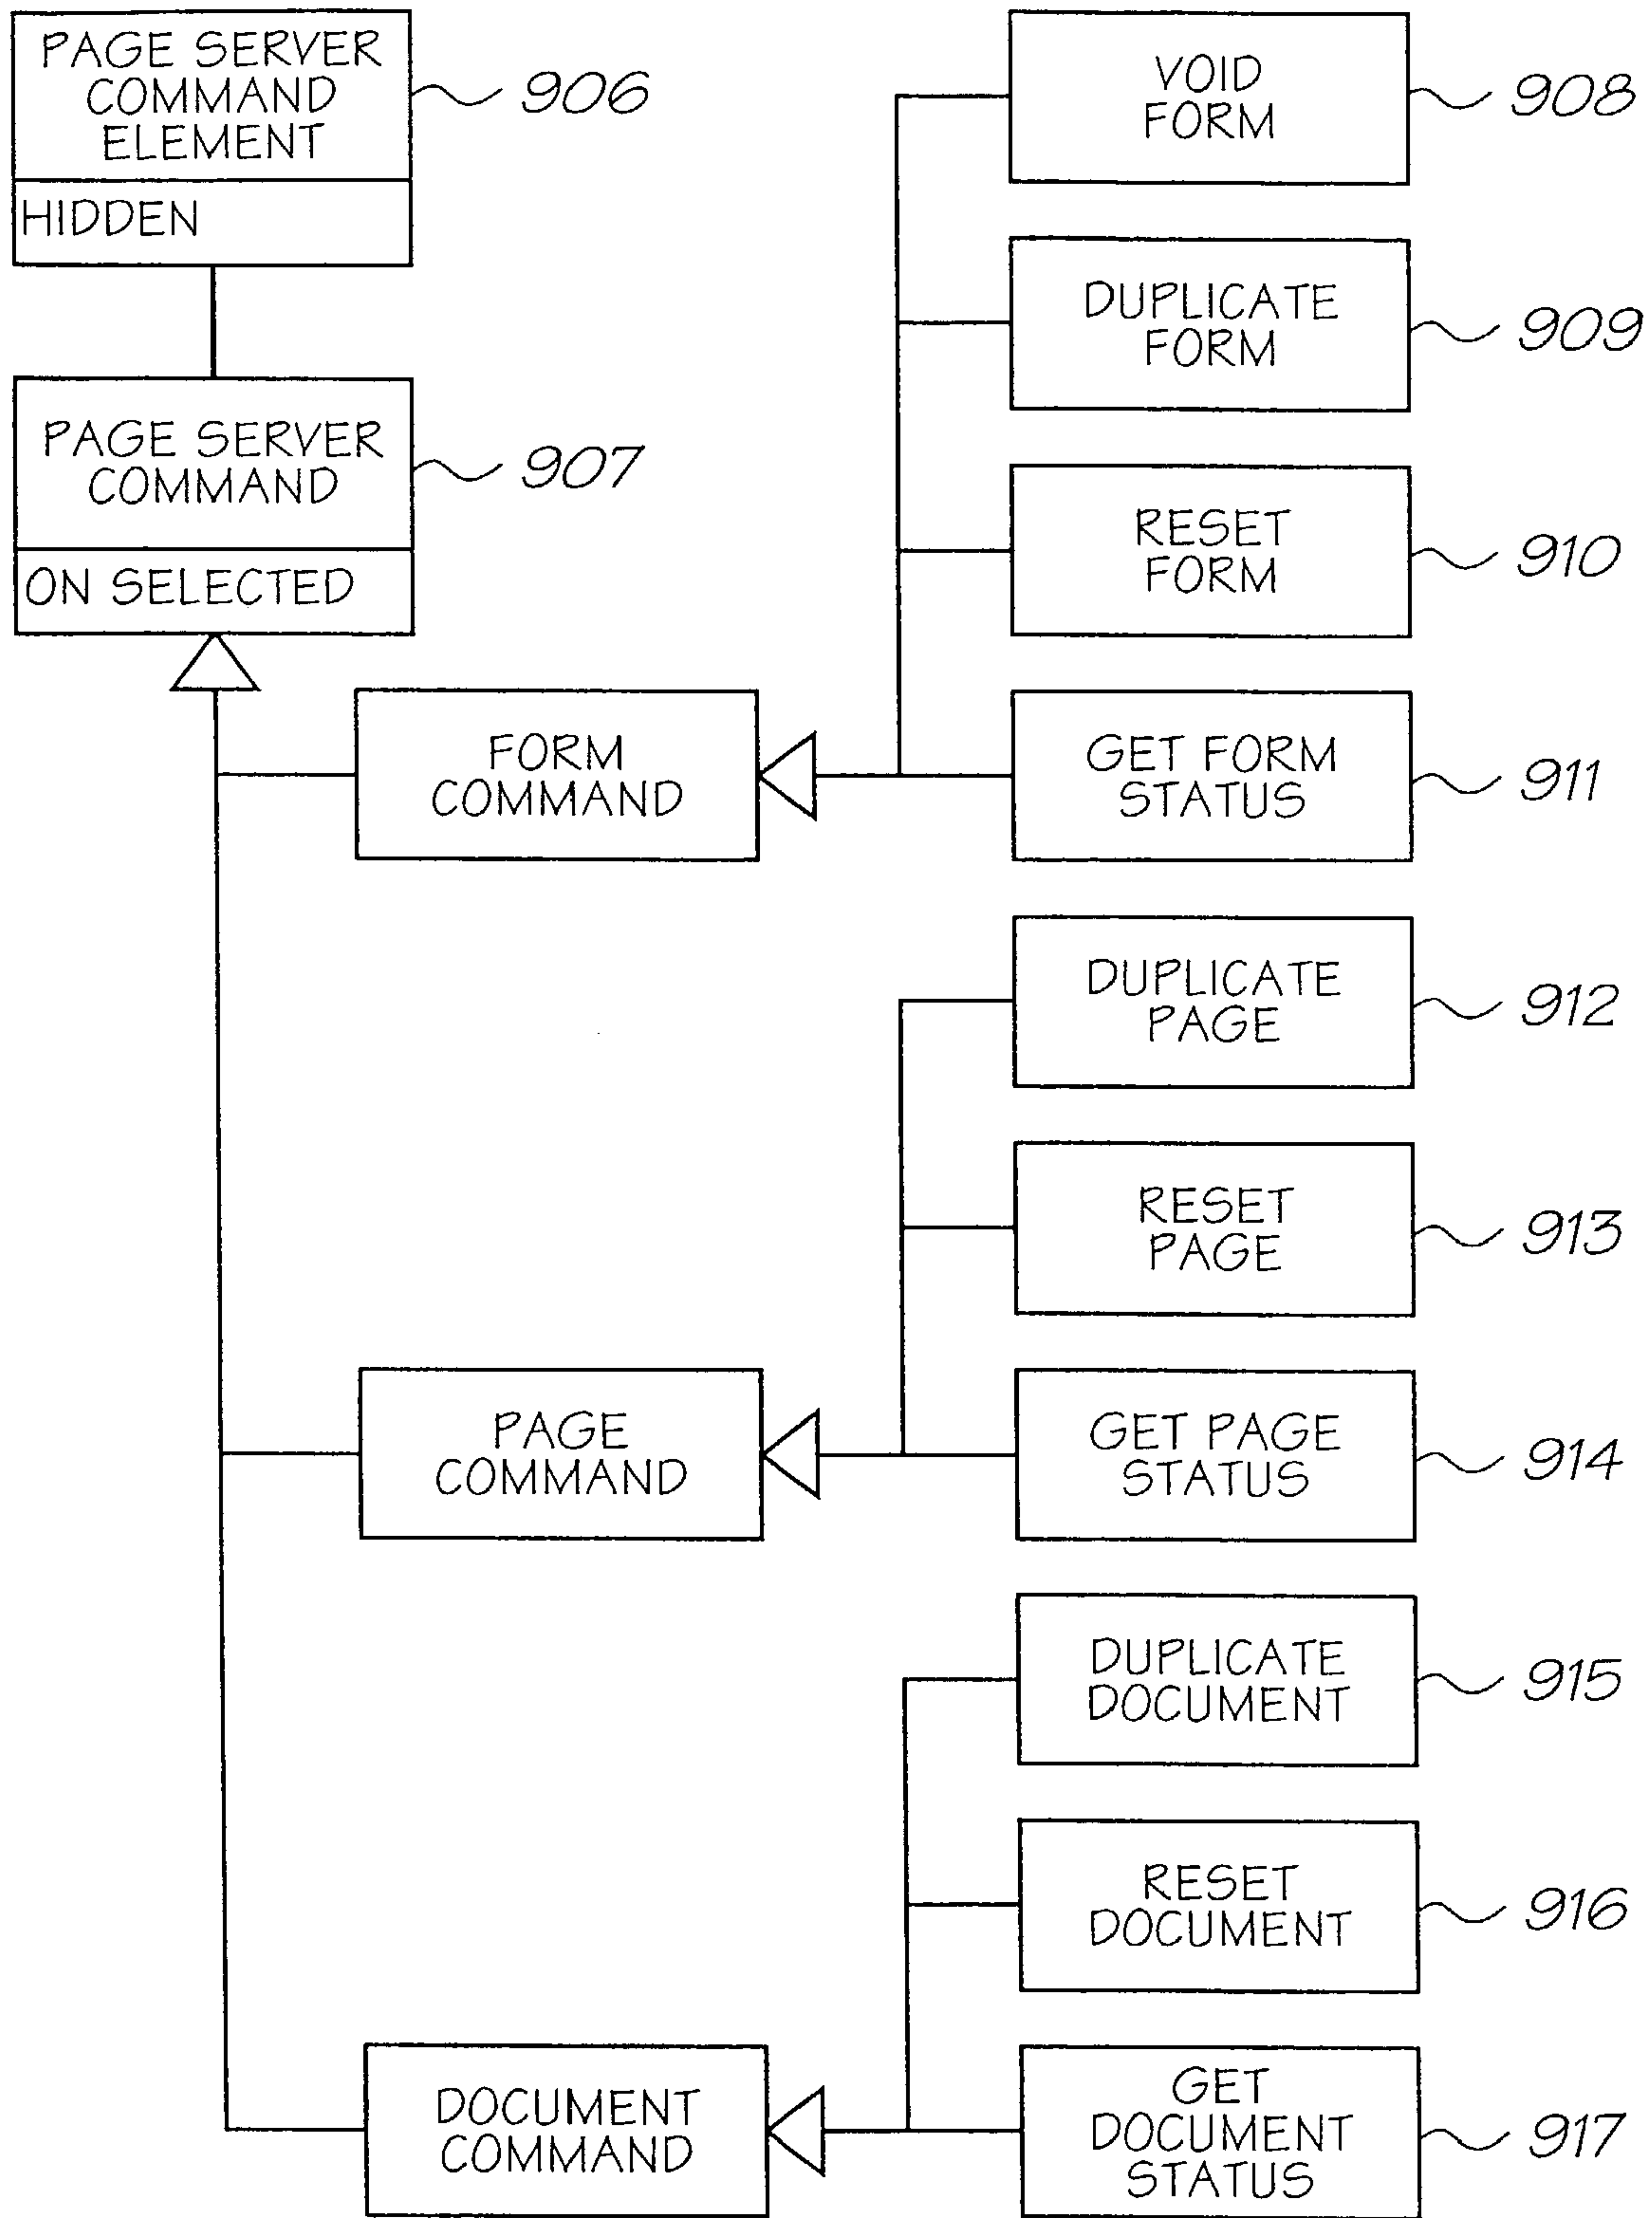 PAGE SERVER
COMMAND
ELEMENT
906
HIDDEN
PAGE SERVER
COMMAND
907
ON SELECTED
VOID
FORM
908
DUPLICATE
FORM
909
RESET
FORM
910
FORM
COMMAND
GET FORM
STATUS
911
DUPLICATE
PAGE
912
RESET
PAGE
913
PAGE
COMMAND
GET PAGE
STATUS
914
DUPLICATE
DOCUMENT
915
RESET
DOCUMENT
916
DOCUMENT
COMMAND
GET
DOCUMENT
STATUS
917